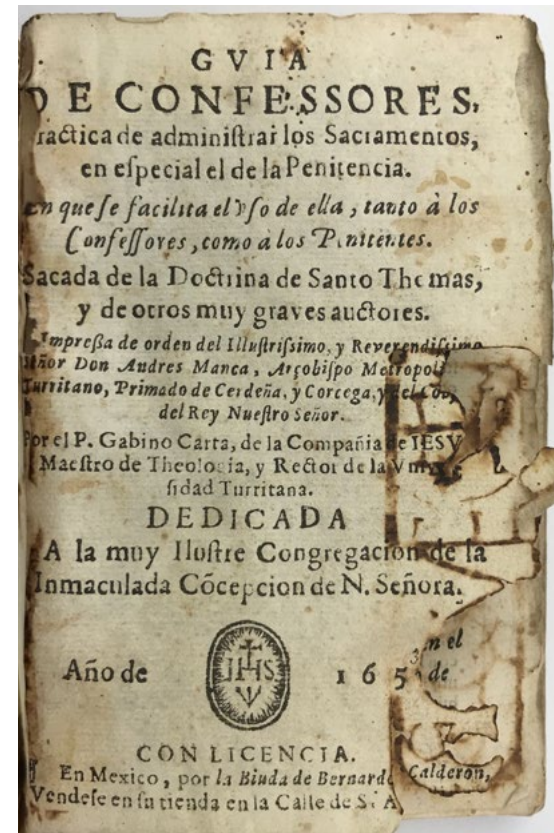 GVIA
DE CONFESSORES,
ractica de administrar los Sacramentos,
en especial el de la Penitencia.
en que se facilita el vso de ella, tanto à los
Confessores, como à los Penitentes.
Sacada de la Doctrina de Santo Thomas,
y de otros muy graves auctores.
Impressa de orden del Illustrissimo, y Reverendissimo
señor Don Andres Manca, Arçobispo Metropol
Turritano, Primado de Cerdeña, y Corcega, y del
del Rey Nuestro Señor.
Por el P. Gabino Carta, de la Compañia de IESV
Maestro de Theologia, y Rector de la Vniue
sidad Turritana.
DEDICADA
A la muy Ilustre Congregacion de la
Inmaculada Cõcepcion de N. Señora.
en el
Año de IHS 165 de
CON LICENCIA.
En Mexico, por la Biuda de Bernardo Calderon,
Vendese en su tienda en la Calle de S. A